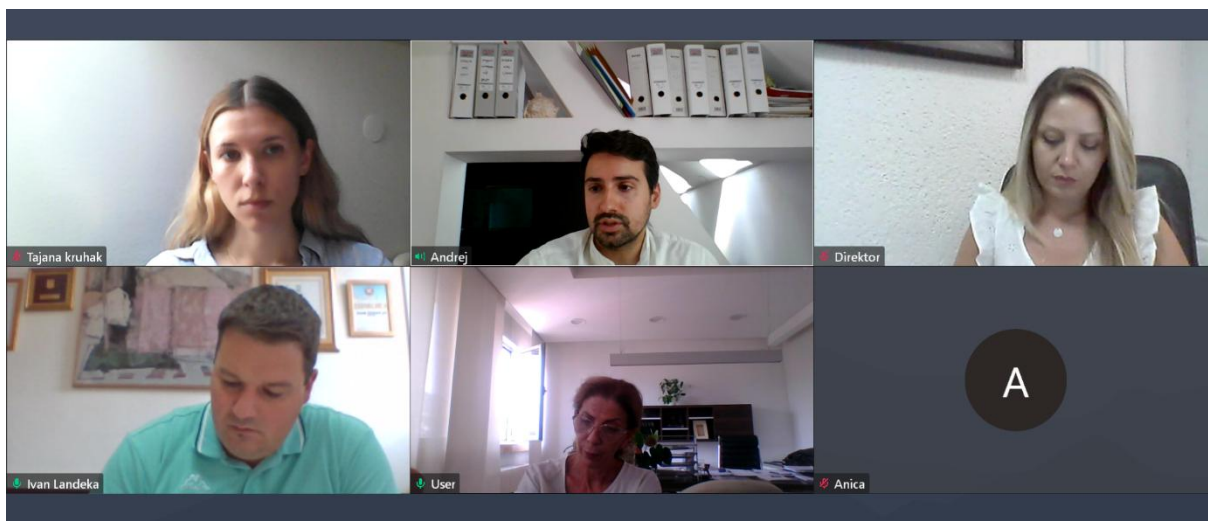 Tajana kruhak
Andrej
Direktor
Ivan Landeka
User
A
Anica